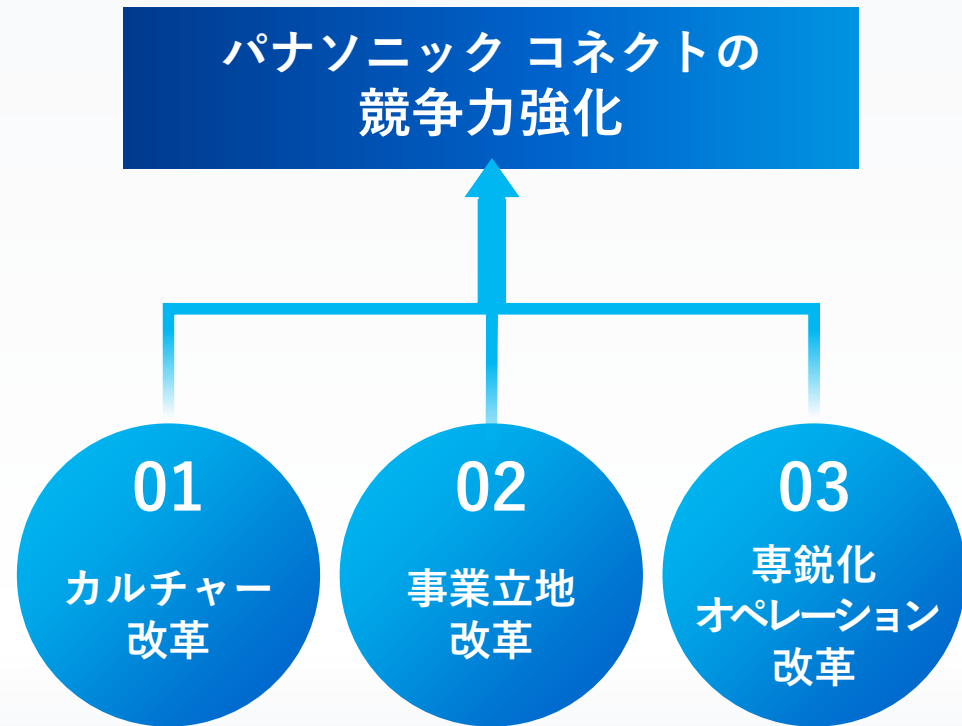 パナソニック コネクトの
競争力強化
01
カルチャー
改革
02
事業立地
改革
03
専鋭化
オペレーション
改革